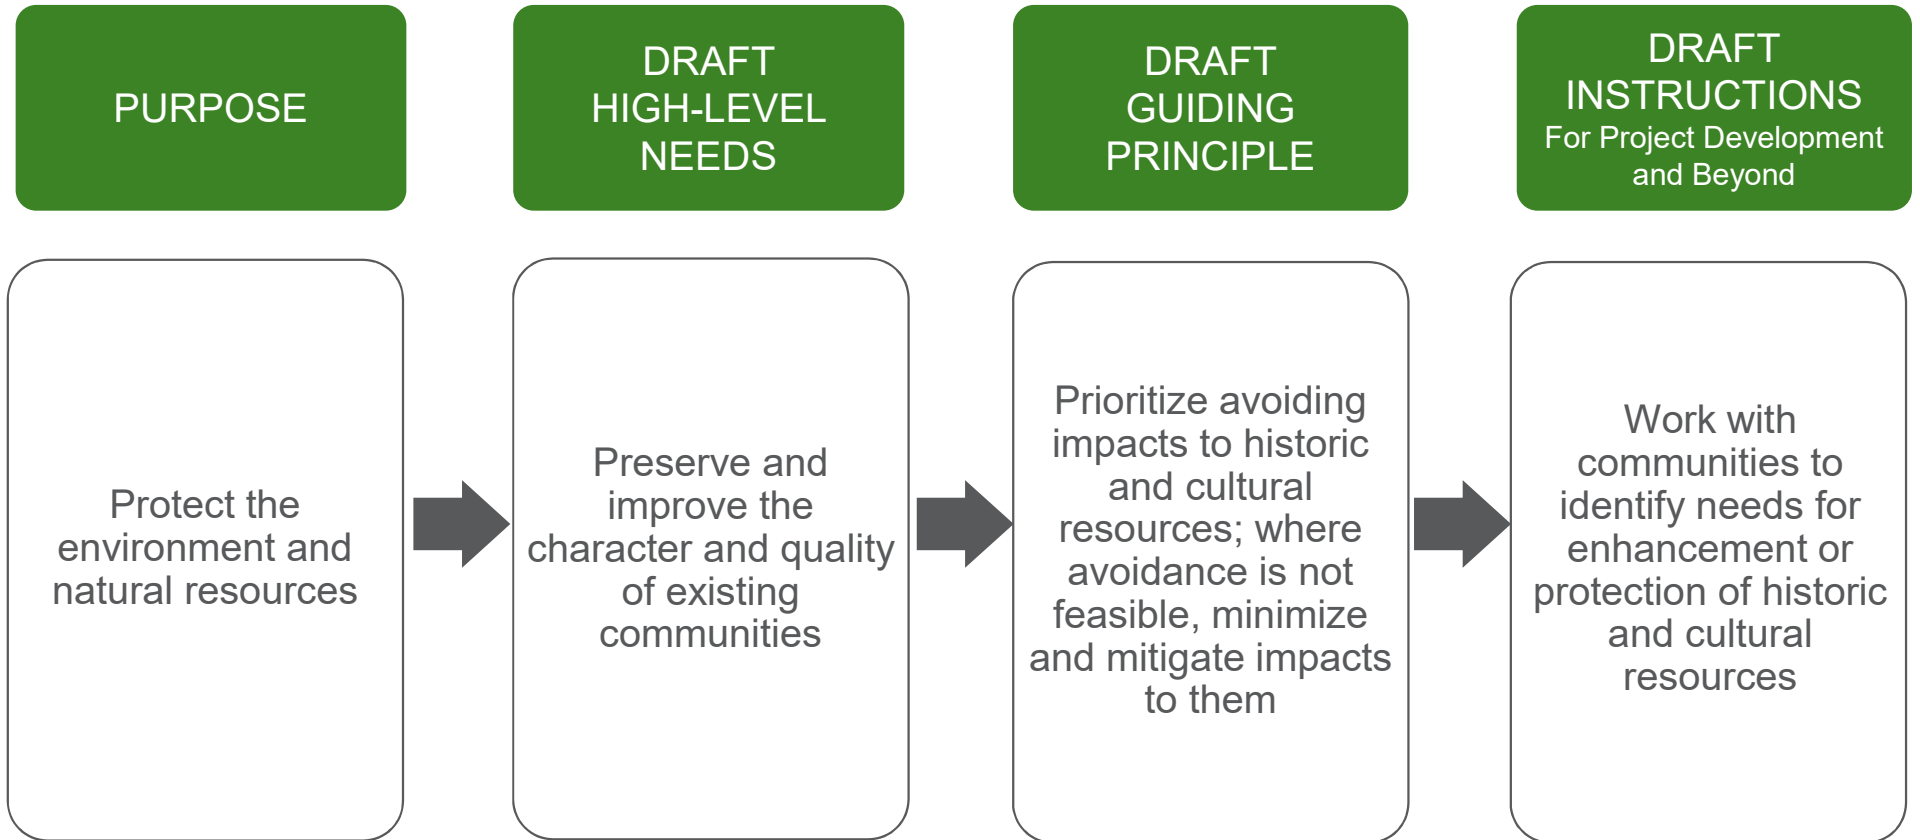 PURPOSE
DRAFT
HIGH-LEVEL
NEEDS
DRAFT
GUIDING
PRINCIPLE
DRAFT
INSTRUCTIONS
For Project Development
and Beyond
Protect the
environment and
natural resources
Preserve and
improve the
character and quality
of existing
communities
Prioritize avoiding
impacts to historic
and cultural
resources; where
avoidance is not
feasible, minimize
and mitigate impacts
to them
Work with
communities to
identify needs for
enhancement or
protection of historic
and cultural
resources